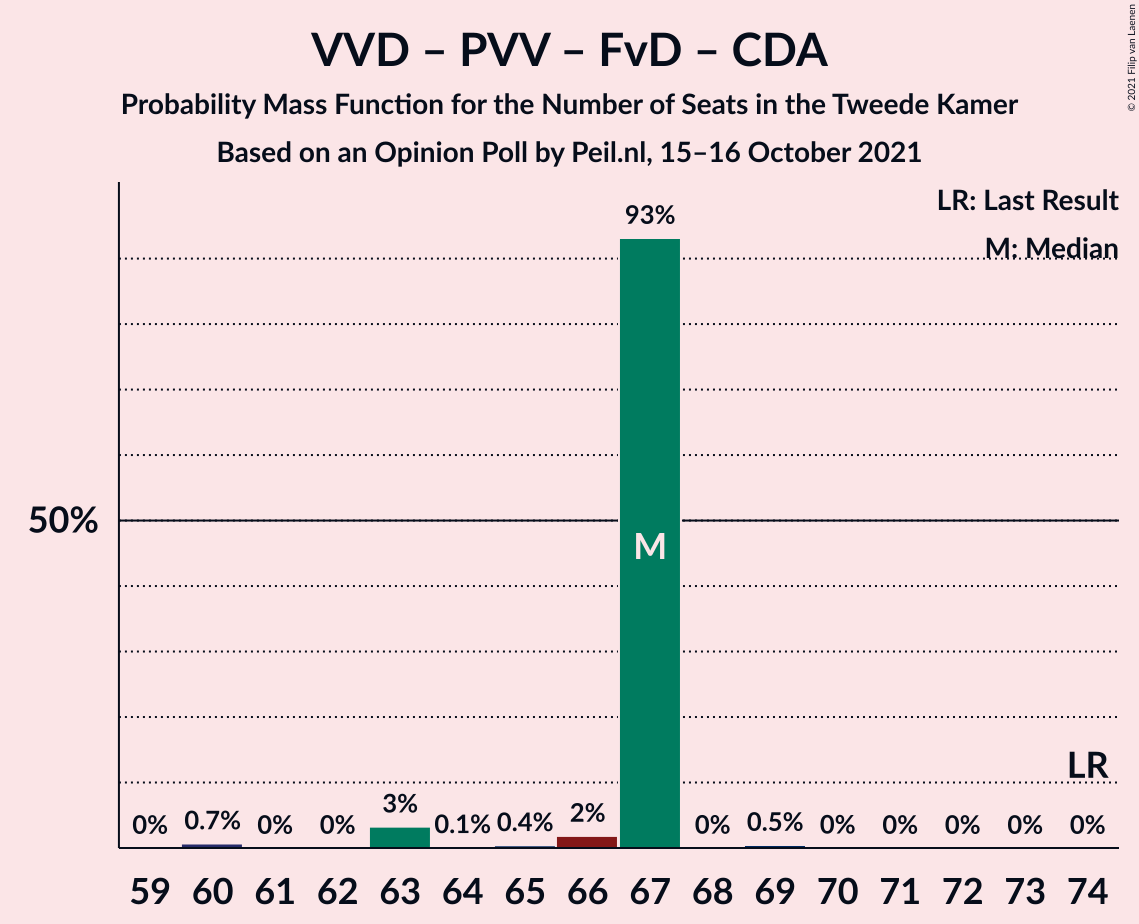 VVD – PVV – FvD – CDA
Probability Mass Function for the Number of Seats in the Tweede Kamer
Based on an Opinion Poll by Peil.nl, 15–16 October 2021
© 2021 Filip van Laenen
LR: Last Result
M: Median
93%
50%
M
LR
0% 0.7% 0% 0% 3% 0.1% 0.4% 2% 0% 0.5% 0% 0% 0% 0% 0%
59 60 61 62 63 64 65 66 67 68 69 70 71 72 73 74